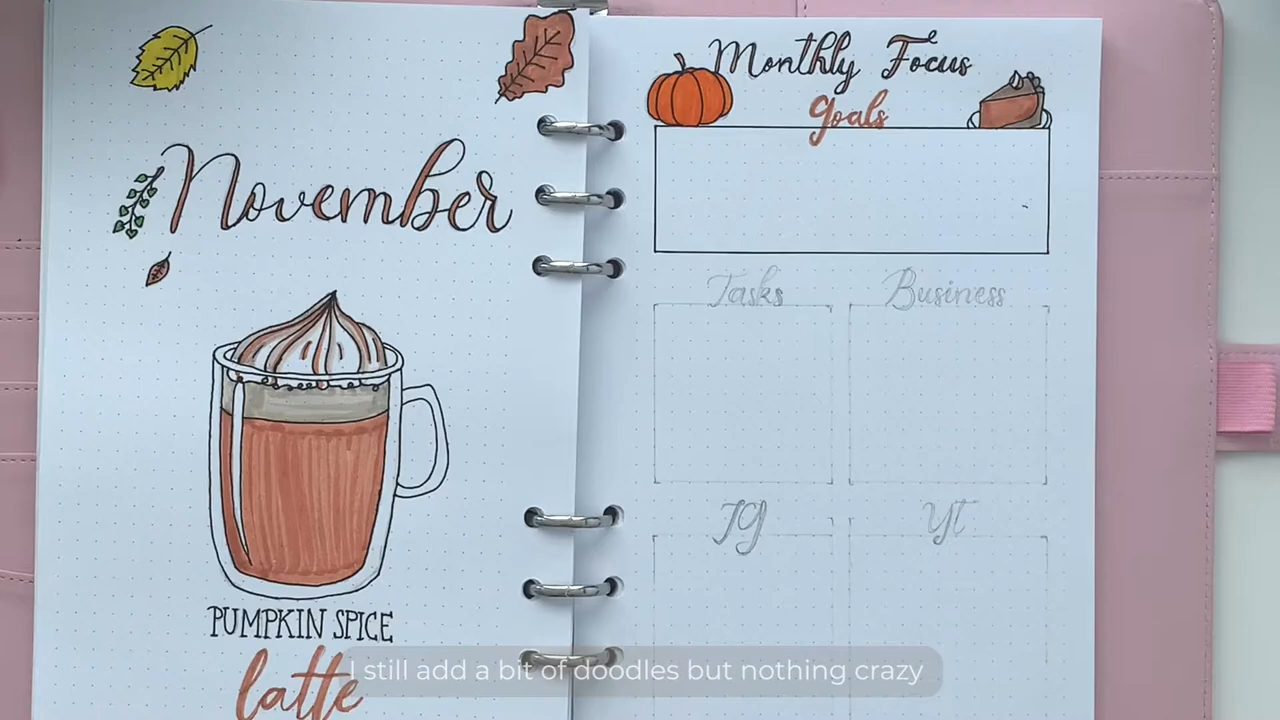 November
PUMPKIN SPICE
latte
Monthly Focus
goals
Tasks
Business
IG
YT
I still add a bit of doodles but nothing crazy